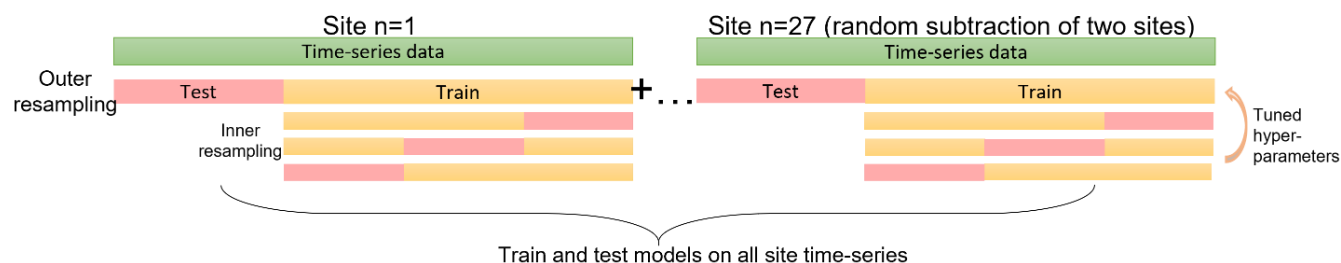 Site n=1
Site n=27 (random subtraction of two sites)
Time-series data
Time-series data
Outer
resampling
Test
Train
+ ...
Test
Train
Inner
resampling
Tuned
hyper-
parameters
Train and test models on all site time-series